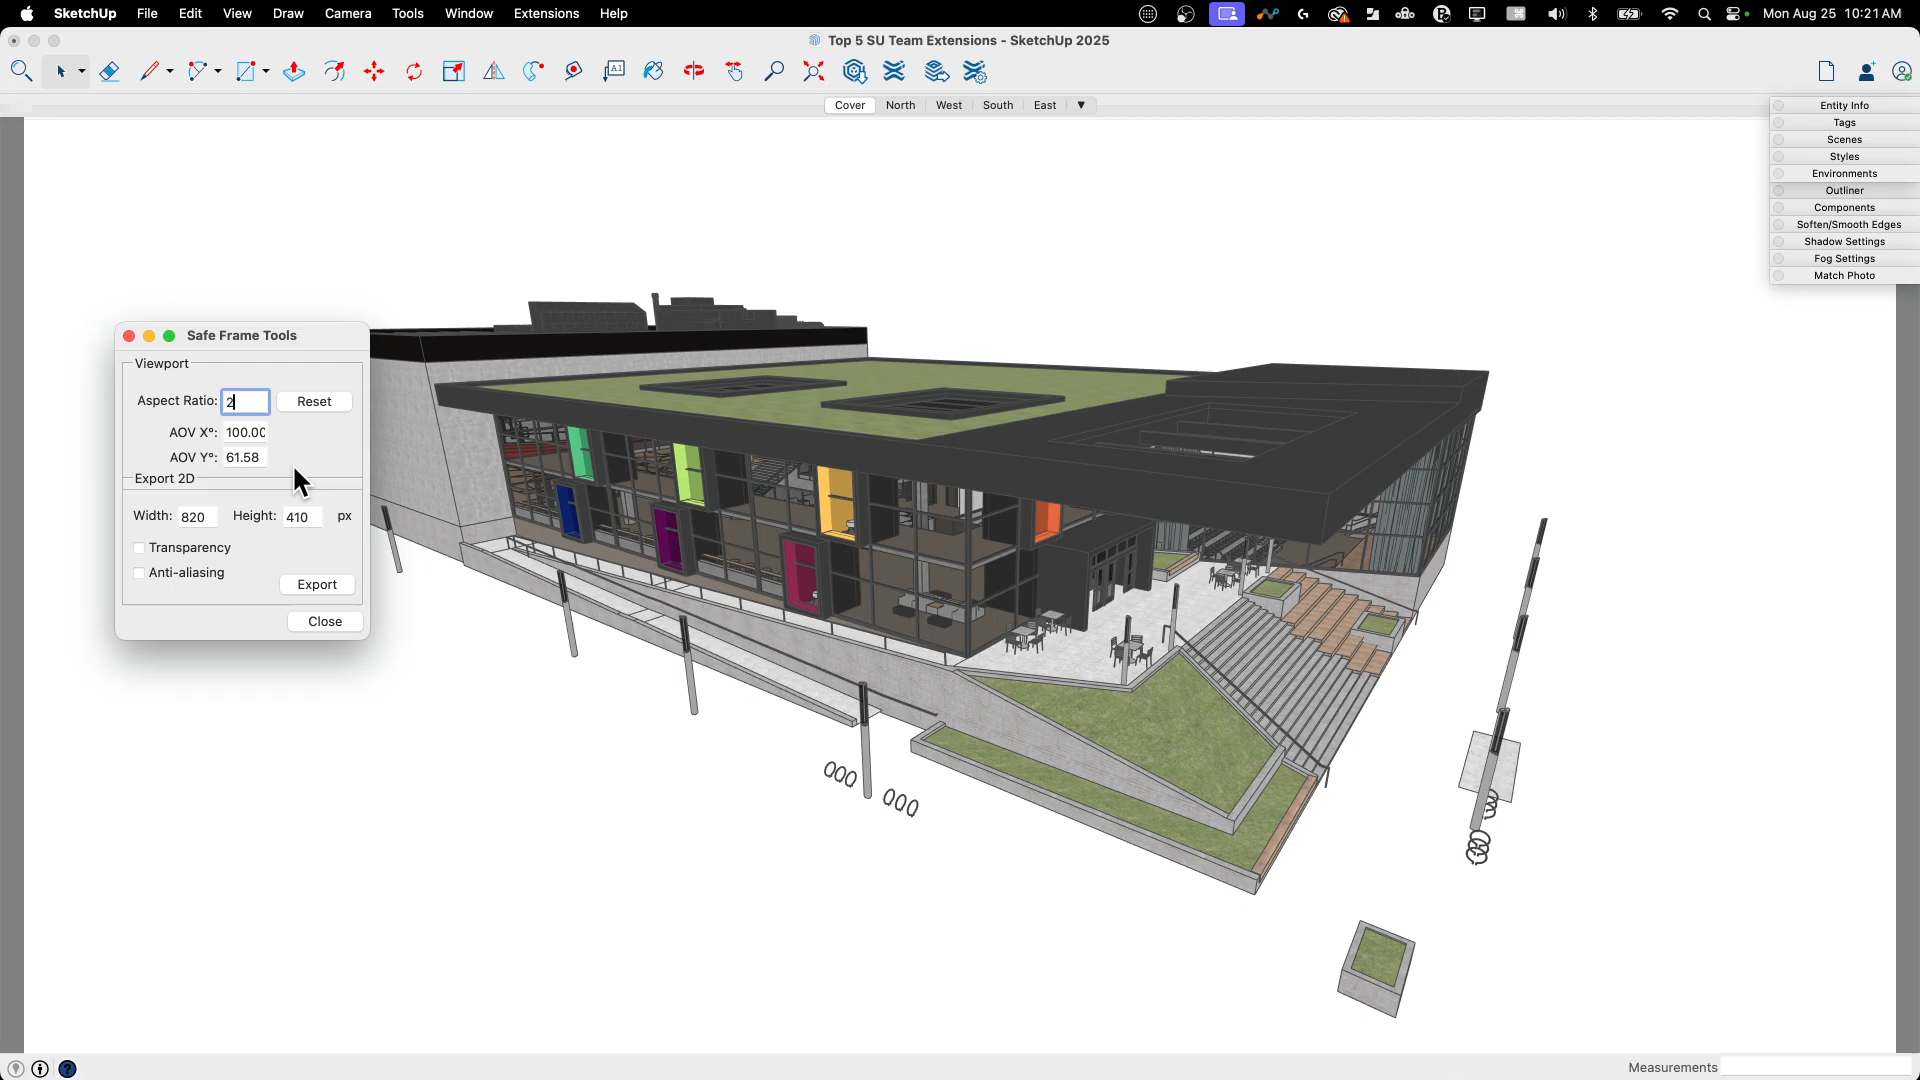 SketchUp File Edit View Draw Camera Tools Window Extensions Help Mon Aug 25 10:21 AM
Top 5 SU Team Extensions - SketchUp 2025
A1
Cover North West South East ▼
Entity Info
Tags
Scenes
Styles
Environments
Outliner
Components
Soften/Smooth Edges
Shadow Settings
Fog Settings
Match Photo
Safe Frame Tools
Viewport
Aspect Ratio: 2 Reset
AOV X°: 100.00
AOV Y°: 61.58
Export 2D
Width: 820 Height: 410 px
Transparency
Anti-aliasing
Export
Close
Measurements